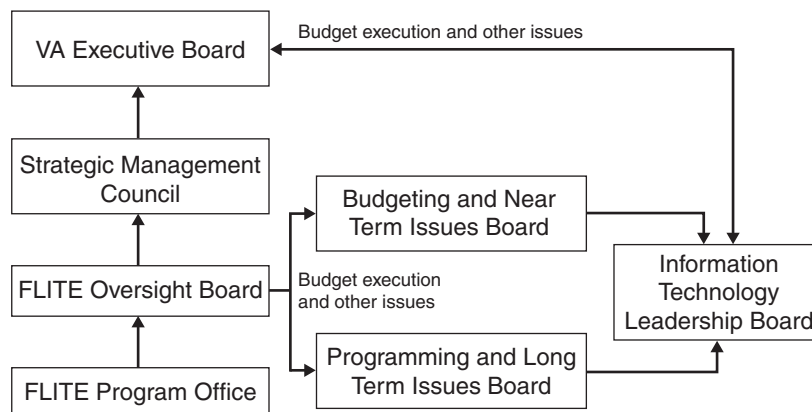 Budget execution and other issues
VA Executive Board
Strategic Management
Council
Budgeting and Near
Term Issues Board
FLITE Oversight Board
Budget execution
and other issues
Information
Technology
Leadership Board
Programming and Long
Term Issues Board
FLITE Program Office